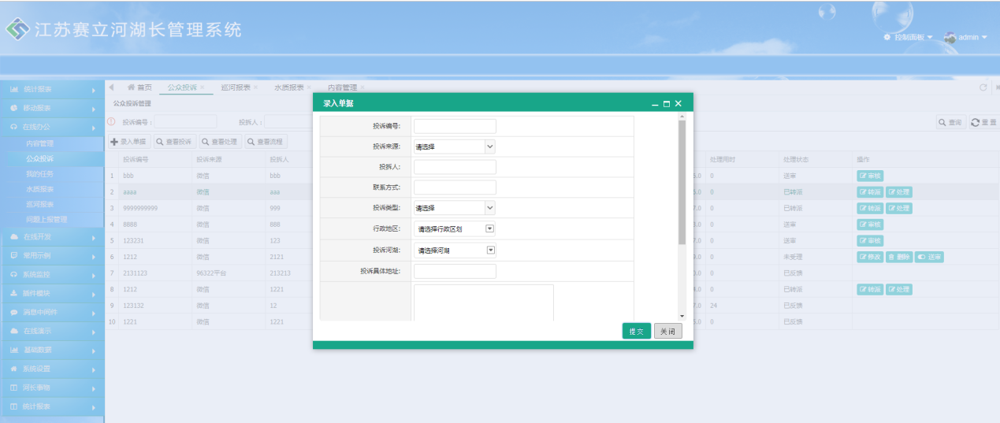 江苏赛立河湖长管理系统
控制面板 admin
统计报表
移动报表
在线办公
内容管理
公众投诉
我的任务
水质报表
巡河报表
问题上报管理
在线开发
常用示例
系统监控
插件模块
消息中间件
在线演示
基础数据
系统设置
河长事物
统计报表
首页 公众投诉 × 巡河报表 × 水质报表 × 内容管理 ×
公众投诉管理
投诉编号: 投拆人:
查询 重置
录入单据 查看投诉 查看处理 查看流程
投诉编号 投诉来源 投拆人 处理用时 处理状态 操作
1 bbb 微信 bbb 5.0 0 送审 审核
2 aaaa 微信 aaa 5.0 0 已转派 转派 处理
3 9999999999 微信 999 7.0 0 已转派 转派 处理
4 8888 微信 888 0 送审 审核
5 123231 微信 123 7.0 0 送审 审核
6 1212 微信 2121 9.0 0 未受理 修改 删除 送审
7 2131123 96322平台 213213 0 已反馈
8 1212 微信 1221 0 已转派 转派 处理
9 123132 微信 12 7.0 24 已反馈
10 1221 微信 1221 5.0 0 已反馈
录入单据
投诉编号:
投诉来源: 请选择
投拆人:
联系方式:
投诉类型: 请选择
行政地区: 请选择行政区划
投诉河湖: 请选择河湖
投诉具体地址:
提交 关闭